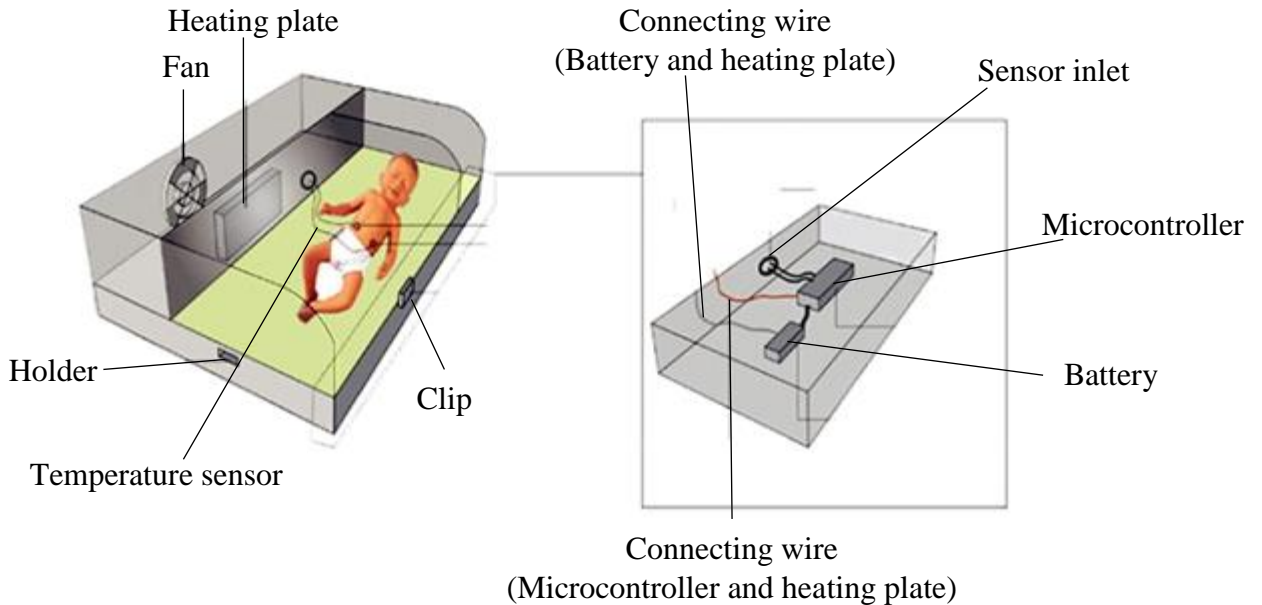 Heating plate
Fan
Connecting wire
(Battery and heating plate)
Sensor inlet
Microcontroller
Holder
Clip
Battery
Temperature sensor
Connecting wire
(Microcontroller and heating plate)